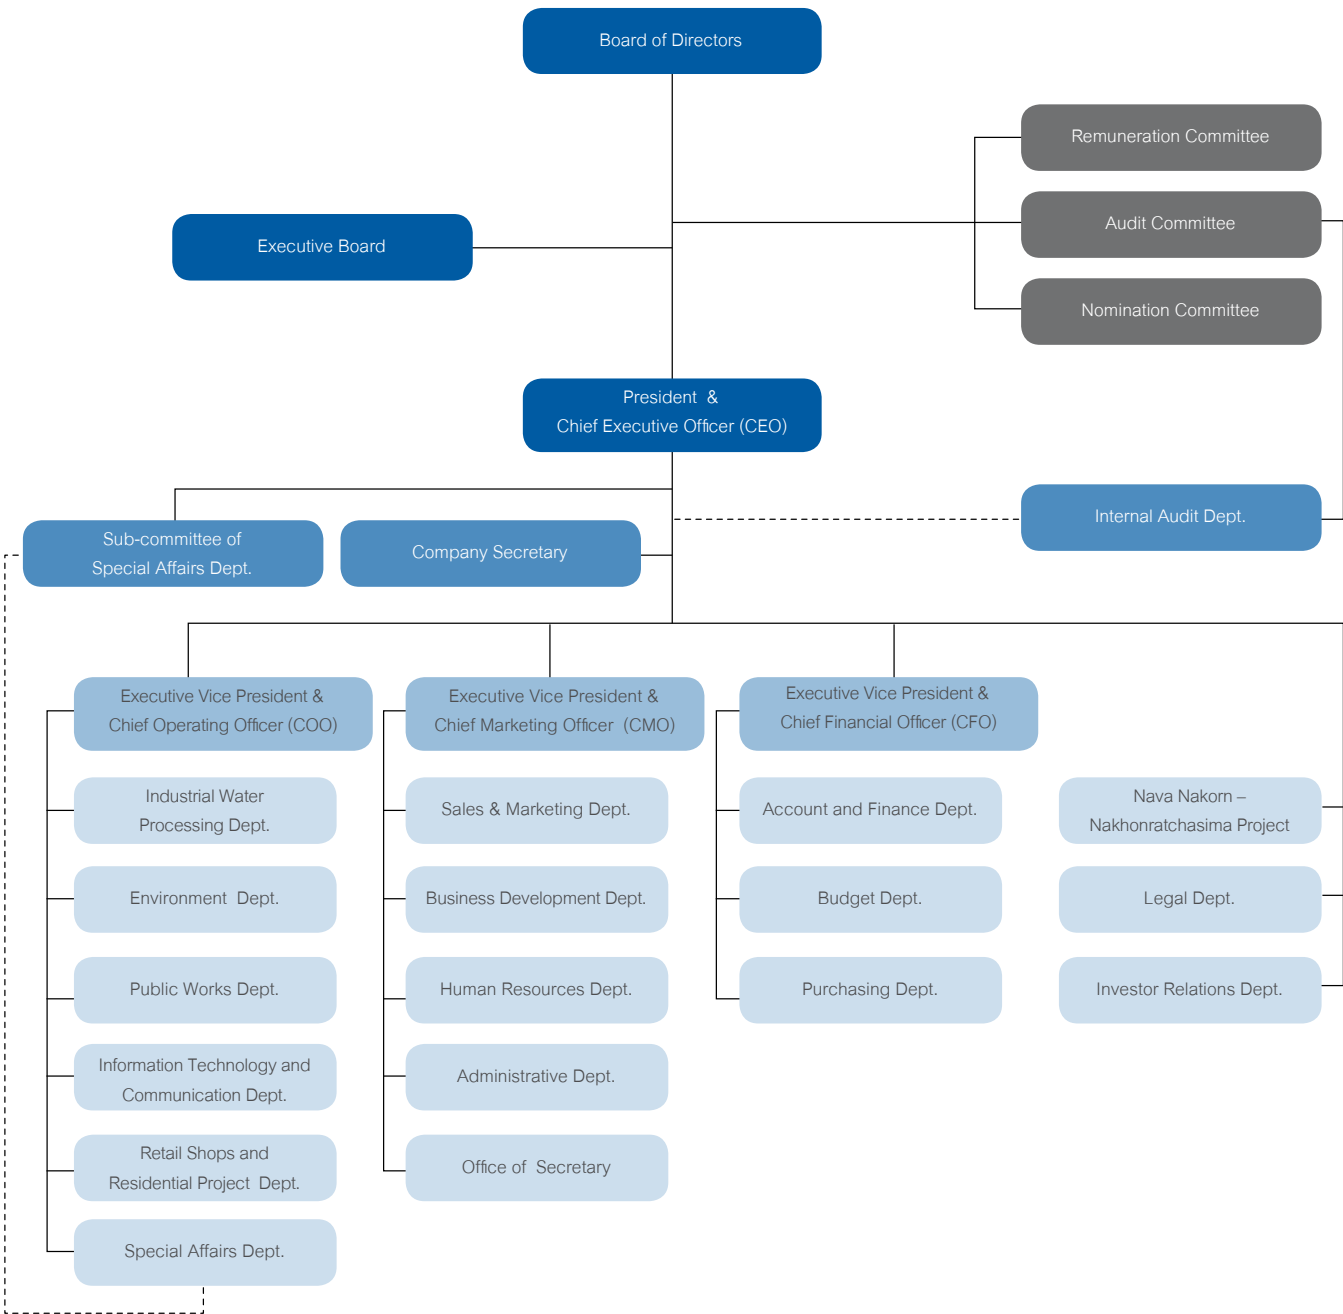 Board of Directors
Remuneration Committee
Audit Committee
Executive Board
Nomination Committee
President &
Chief Executive Officer (CEO)
Internal Audit Dept.
Sub-committee of
Special Affairs Dept.
Company Secretary
Executive Vice President &
Chief Operating Officer (COO)
Executive Vice President &
Chief Marketing Officer (CMO)
Executive Vice President &
Chief Financial Officer (CFO)
Industrial Water
Processing Dept.
Sales & Marketing Dept.
Account and Finance Dept.
Nava Nakorn –
Nakhonratchasima Project
Environment Dept.
Business Development Dept.
Budget Dept.
Legal Dept.
Public Works Dept.
Human Resources Dept.
Purchasing Dept.
Investor Relations Dept.
Information Technology and
Communication Dept.
Administrative Dept.
Retail Shops and
Residential Project Dept.
Office of Secretary
Special Affairs Dept.